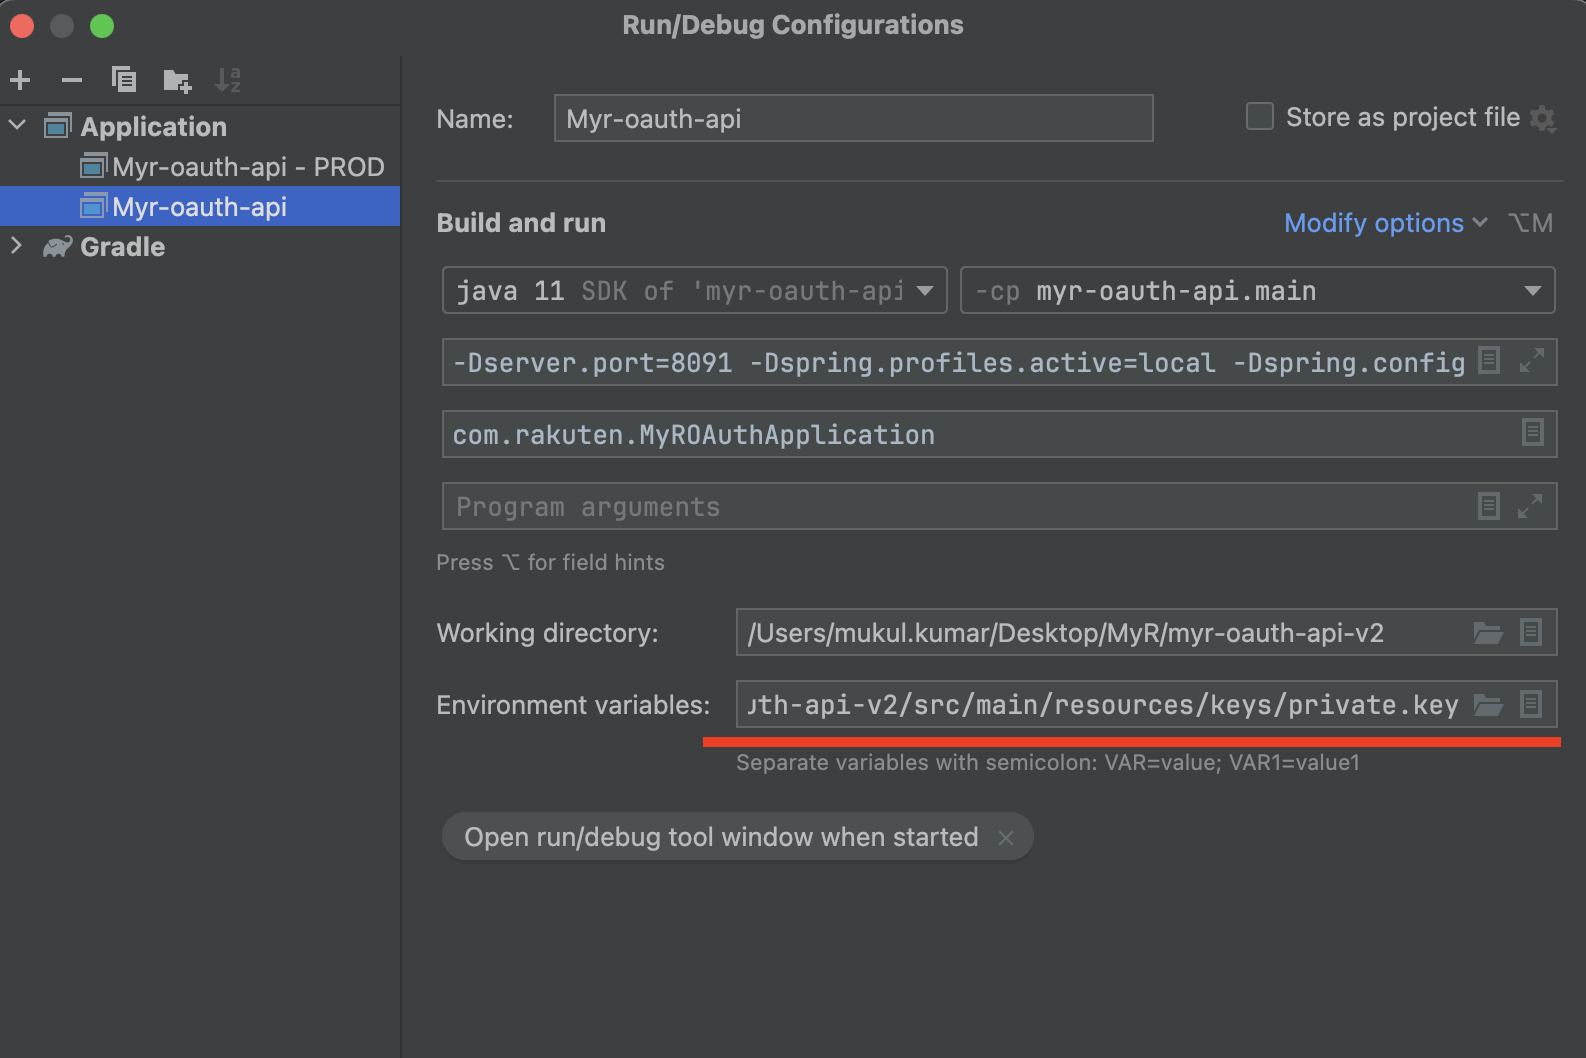 Run/Debug Configurations
Application
Myr-oauth-api - PROD
Myr-oauth-api
Gradle
Name: Myr-oauth-api
Store as project file
Build and run
Modify options ⌥M
java 11 SDK of 'myr-oauth-api
-cp myr-oauth-api.main
-Dserver.port=8091 -Dspring.profiles.active=local -Dspring.config
com.rakuten.MyROAuthApplication
Program arguments
Press ⌥ for field hints
Working directory: /Users/mukul.kumar/Desktop/MyR/myr-oauth-api-v2
Environment variables: uth-api-v2/src/main/resources/keys/private.key
Separate variables with semicolon: VAR=value; VAR1=value1
Open run/debug tool window when started